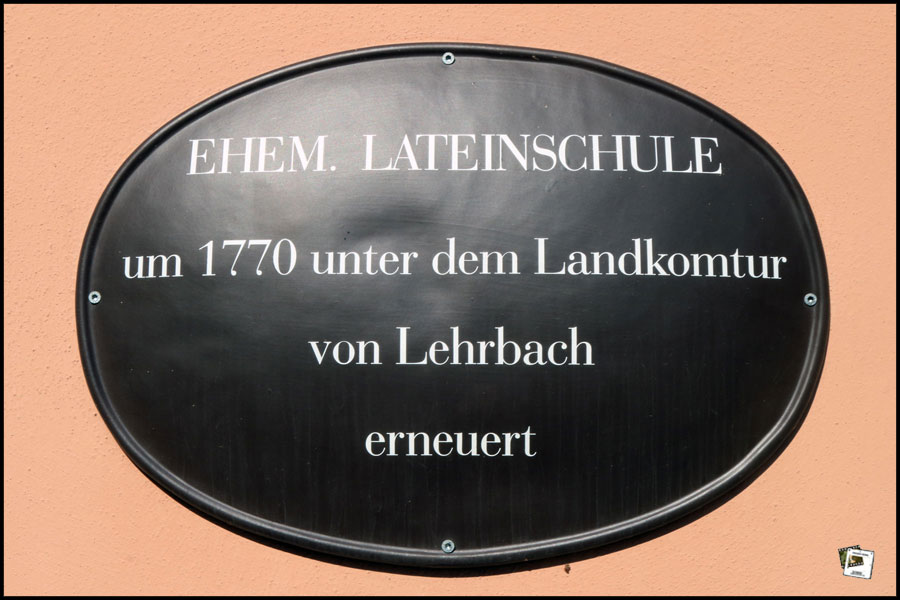 EHEM. LATEINSCHULE
um 1770 unter dem Landkomtur
von Lehrbach
erneuert